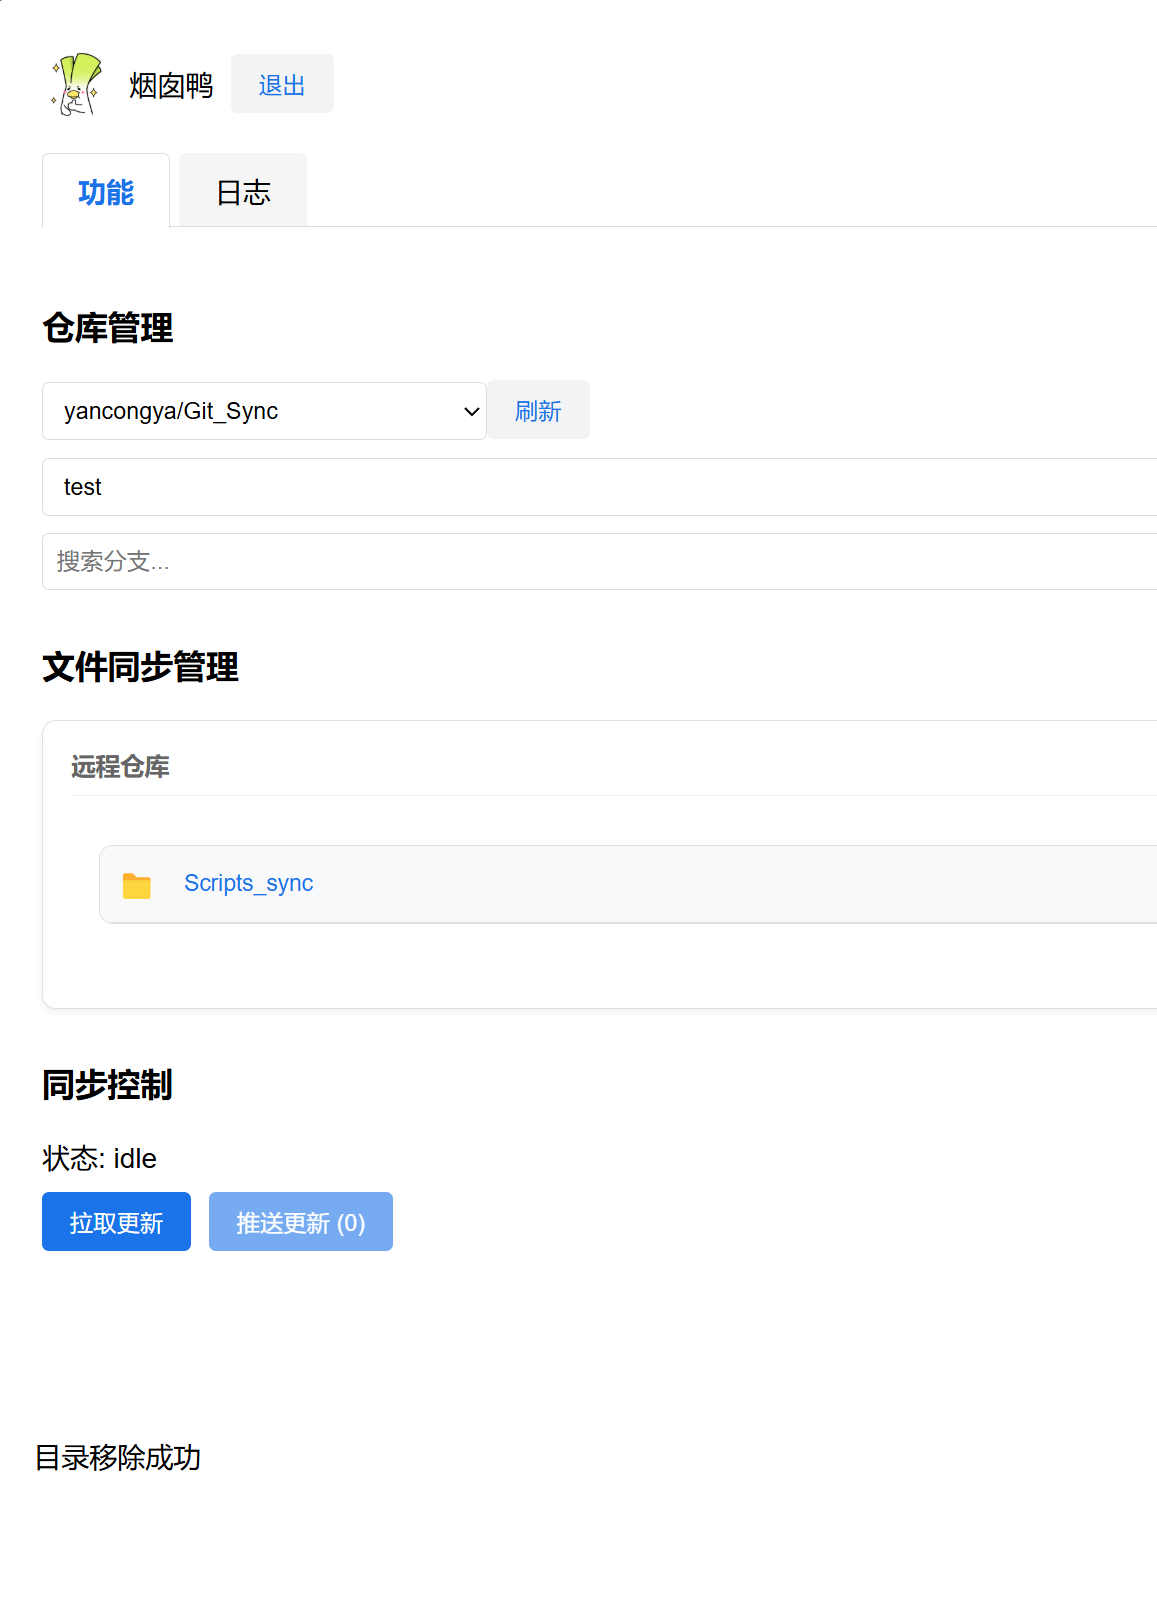 烟囱鸭 退出
功能 日志
仓库管理
yancongya/Git_Sync 刷新
test
搜索分支...
文件同步管理
远程仓库
Scripts_sync
同步控制
状态: idle
拉取更新 推送更新 (0)
目录移除成功